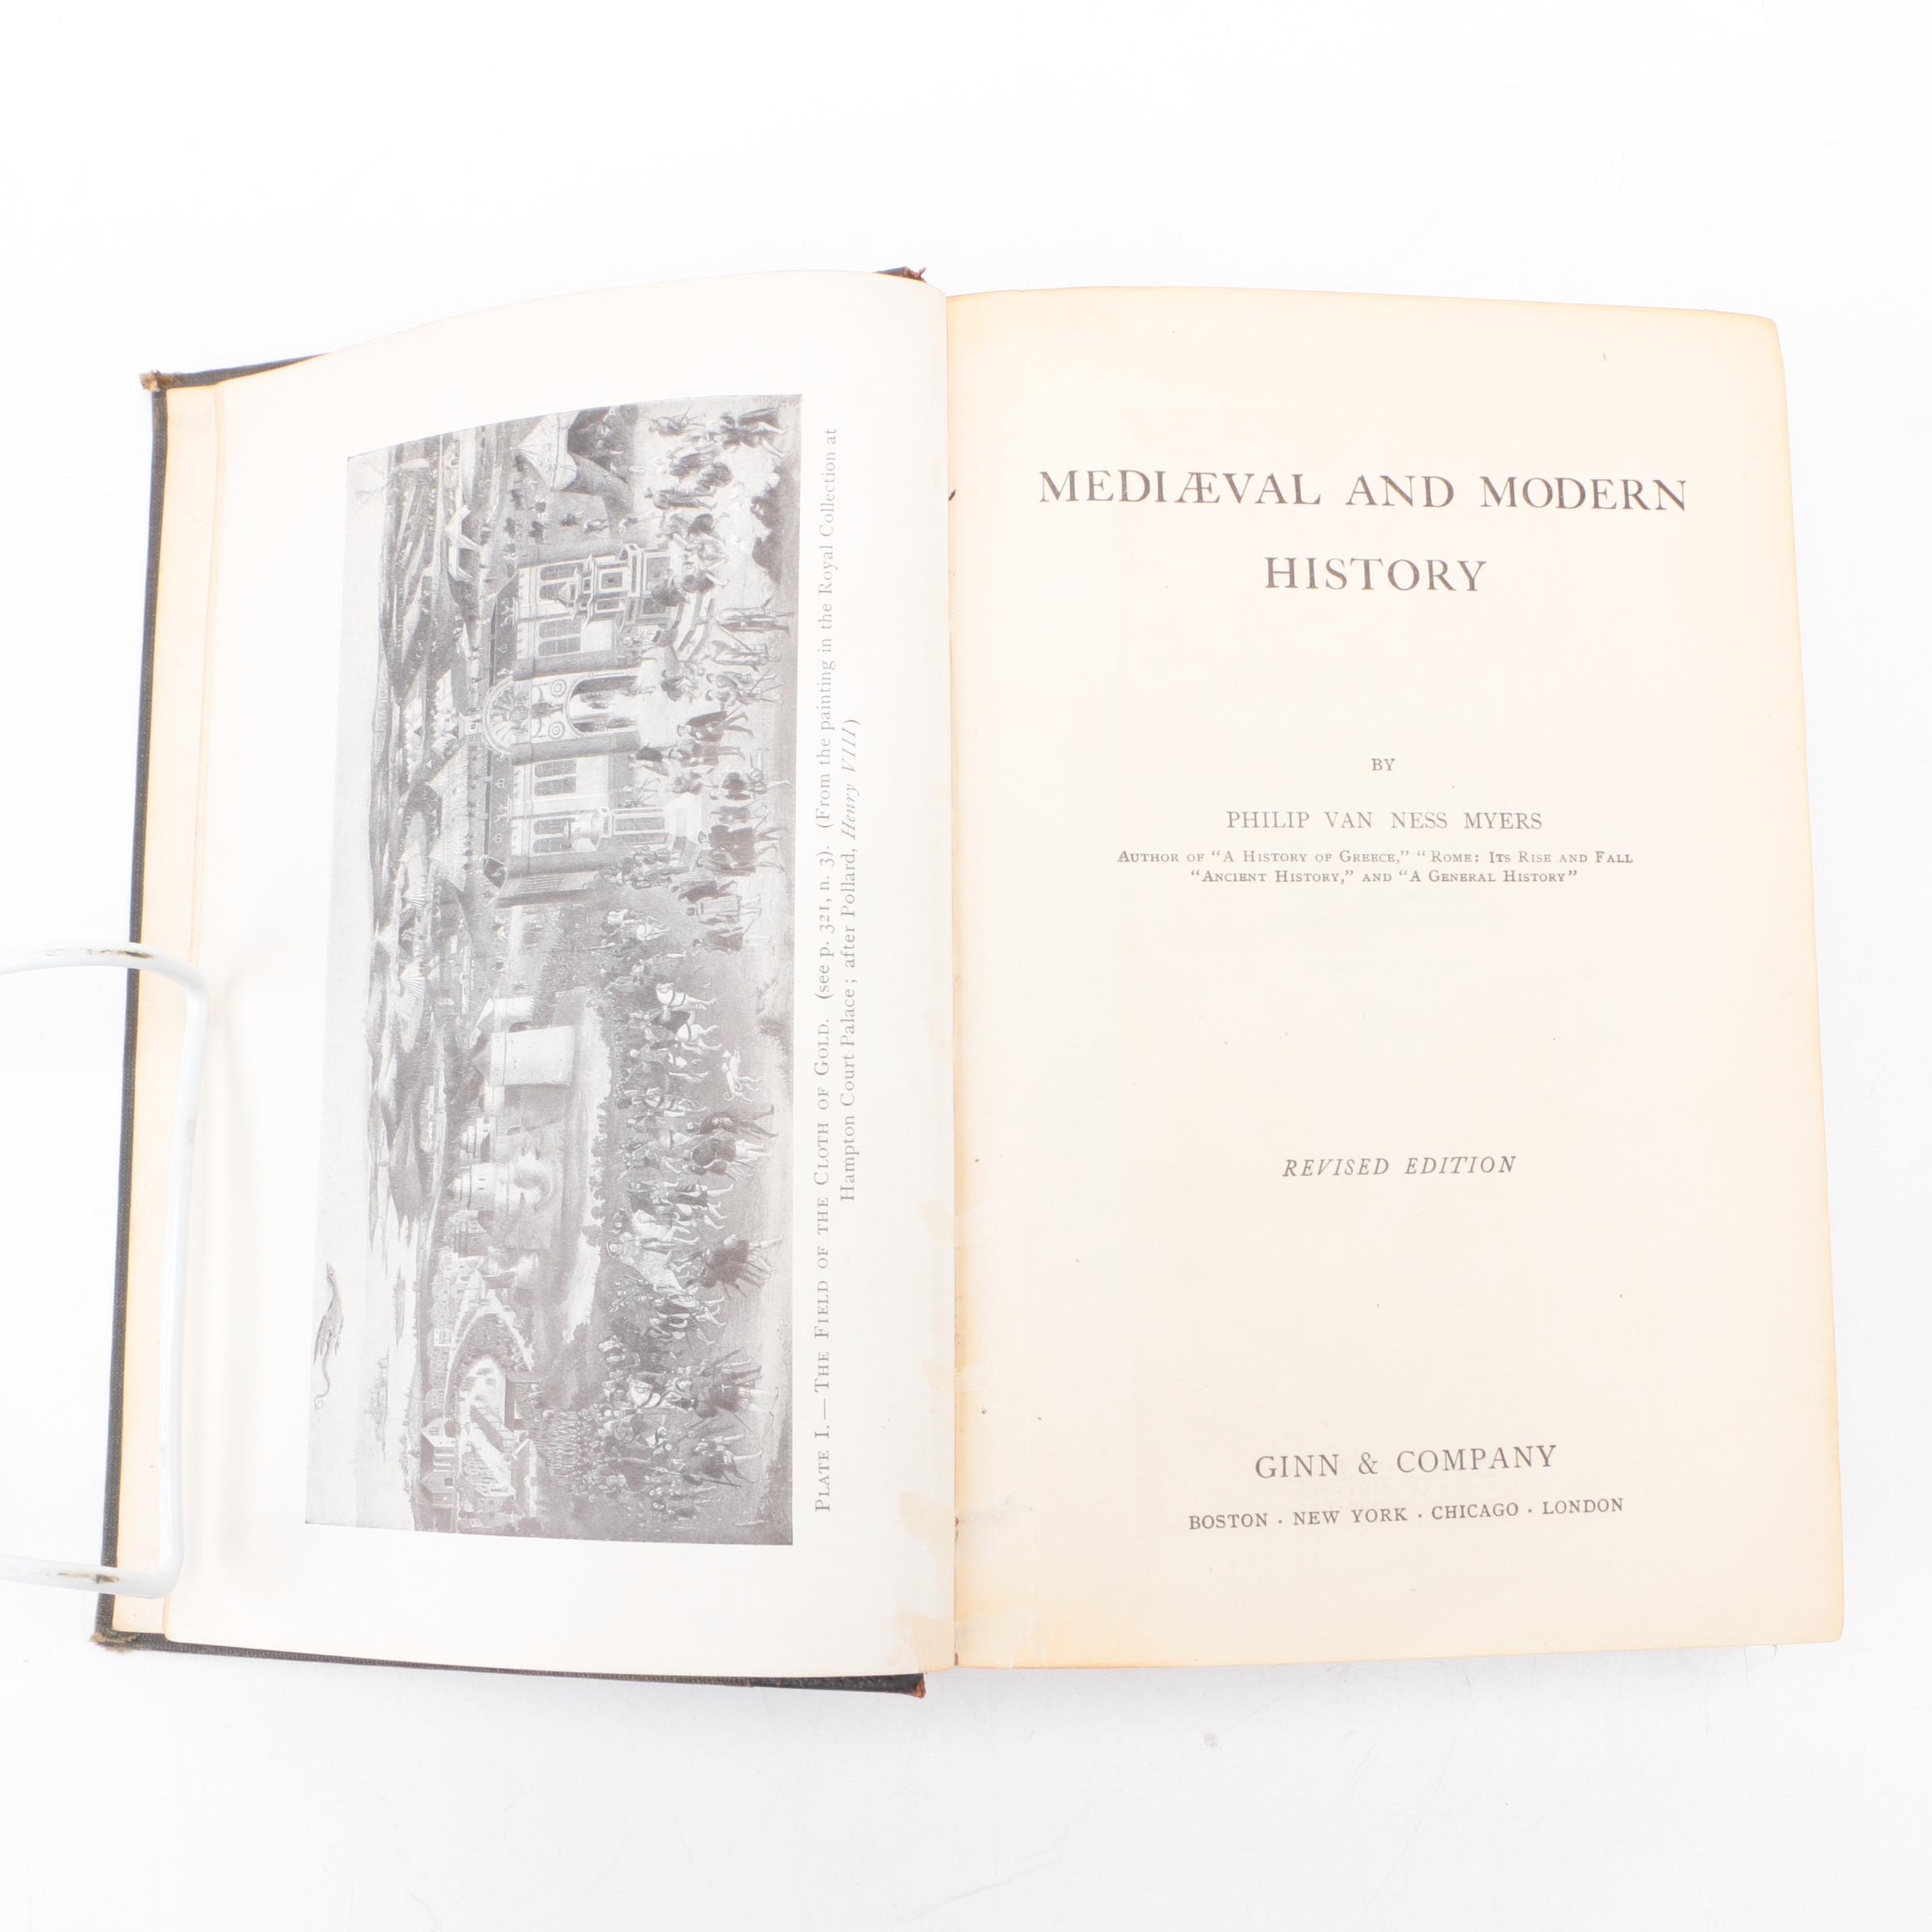 PLATE I.—THE FIELD OF THE CLOTH OF GOLD. (see p. 321, n. 3). (From the painting in the Royal Collection at
Hampton Court Palace; after Pollard, Henry VIII)
MEDIÆVAL AND MODERN
HISTORY
BY
PHILIP VAN NESS MYERS
AUTHOR OF “A HISTORY OF GREECE,” “ROME: ITS RISE AND FALL
“ANCIENT HISTORY,” AND “A GENERAL HISTORY”
REVISED EDITION
GINN & COMPANY
BOSTON · NEW YORK · CHICAGO · LONDON